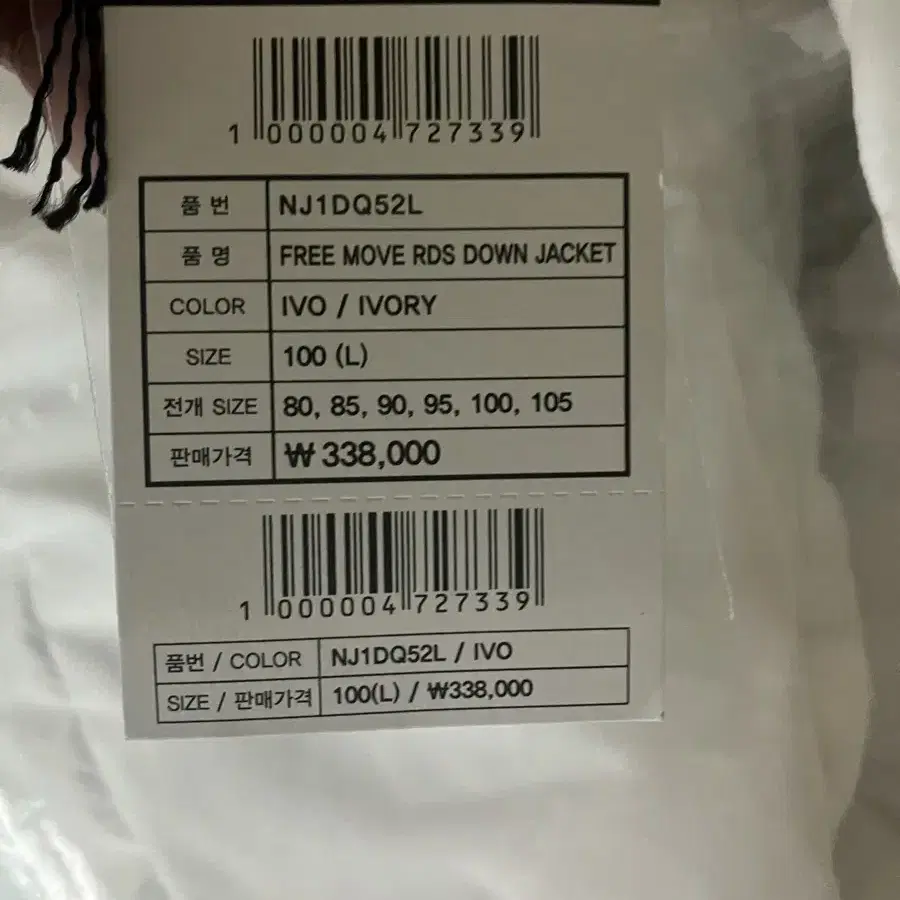 1 000004 727339
품 번 NJ1DQ52L
품 명 FREE MOVE RDS DOWN JACKET
COLOR IVO / IVORY
SIZE 100 (L)
전개 SIZE 80, 85, 90, 95, 100, 105
판매가격 ₩ 338,000
1 000004 727339
품번 / COLOR NJ1DQ52L / IVO
SIZE / 판매가격 100(L) / ₩338,000